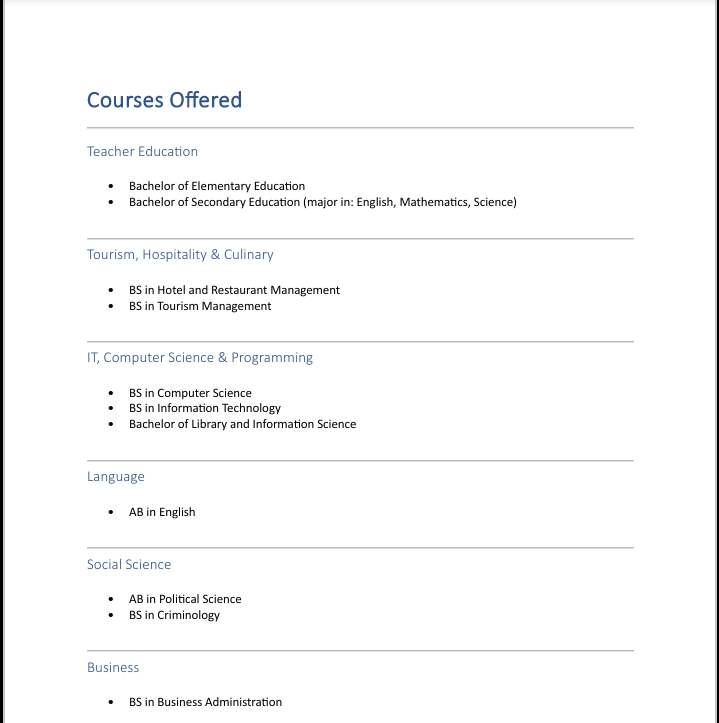 Courses Offered
Teacher Education
• Bachelor of Elementary Education
• Bachelor of Secondary Education (major in: English, Mathematics, Science)
Tourism, Hospitality & Culinary
• BS in Hotel and Restaurant Management
• BS in Tourism Management
IT, Computer Science & Programming
• BS in Computer Science
• BS in Information Technology
• Bachelor of Library and Information Science
Language
• AB in English
Social Science
• AB in Political Science
• BS in Criminology
Business
• BS in Business Administration